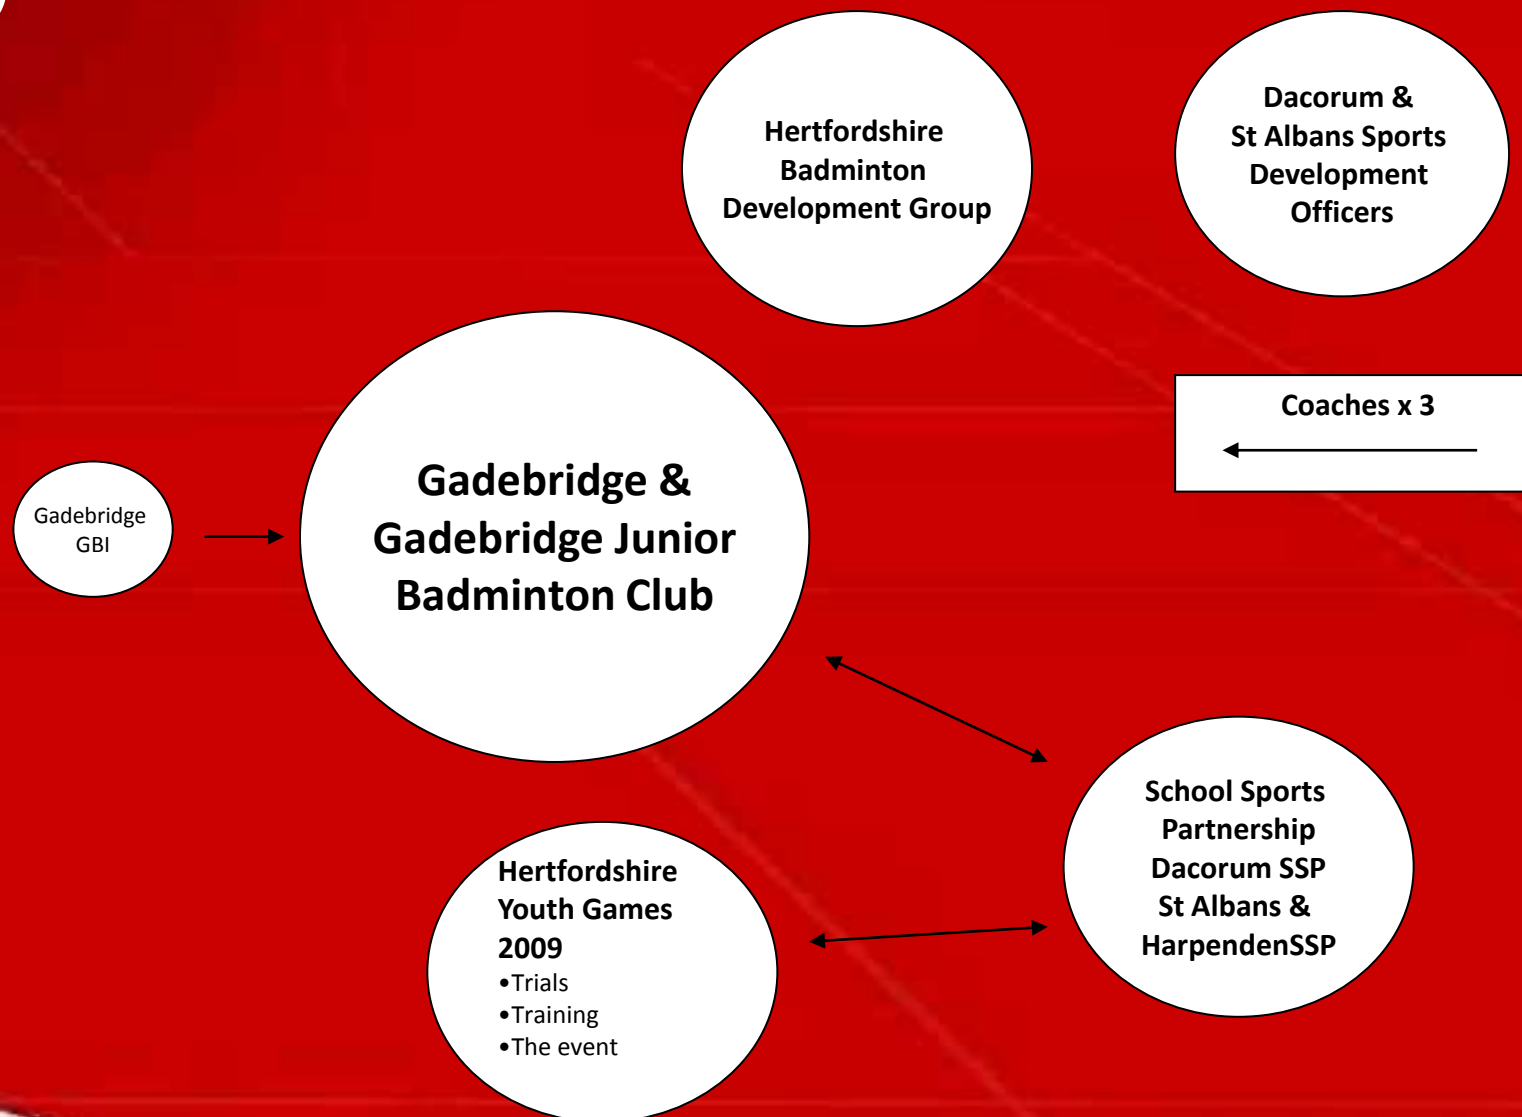 Hertfordshire
Badminton
Development Group
Dacorum &
St Albans Sports
Development
Officers
Coaches x 3
Gadebridge &
Gadebridge Junior
Badminton Club
Gadebridge
GBI
School Sports
Partnership
Dacorum SSP
St Albans &
HarpendenSSP
Hertfordshire
Youth Games
2009
•Trials
•Training
•The event